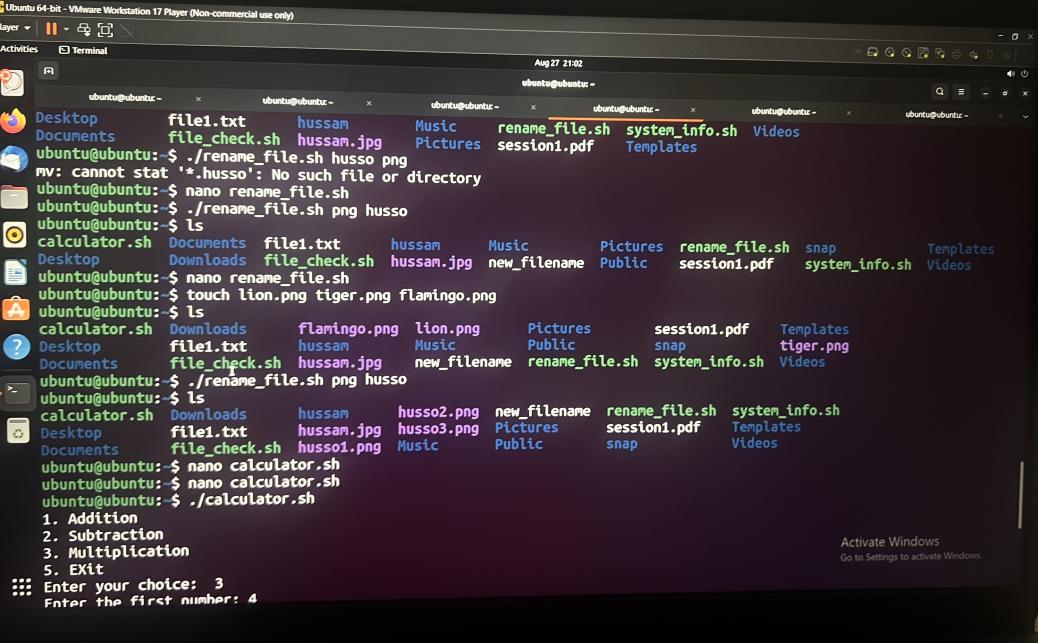 Ubuntu 64-bit - VMware Workstation 17 Player (Non-commercial use only)
layer
Activities Terminal
Aug 27 21:02
ubuntu@ubuntu: ~
ubuntu@ubuntu: ~ ubuntu@ubuntu: ~ ubuntu@ubuntu: ~ ubuntu@ubuntu: ~ ubuntu@ubuntu: ~ ubuntu@ubuntu: ~
Desktop file1.txt hussam Music rename_file.sh system_info.sh Videos
Documents file_check.sh hussam.jpg Pictures session1.pdf Templates
ubuntu@ubuntu:~$ ./rename_file.sh husso png
mv: cannot stat '*.husso': No such file or directory
ubuntu@ubuntu:~$ nano rename_file.sh
ubuntu@ubuntu:~$ ./rename_file.sh png husso
ubuntu@ubuntu:~$ ls
calculator.sh Documents file1.txt hussam Music Pictures rename_file.sh snap Templates
Desktop Downloads file_check.sh hussam.jpg new_filename Public session1.pdf system_info.sh Videos
ubuntu@ubuntu:~$ nano rename_file.sh
ubuntu@ubuntu:~$ touch lion.png tiger.png flamingo.png
ubuntu@ubuntu:~$ ls
calculator.sh Downloads flamingo.png lion.png Pictures session1.pdf Templates
Desktop file1.txt hussam Music Public snap tiger.png
Documents file_check.sh hussam.jpg new_filename rename_file.sh system_info.sh Videos
ubuntu@ubuntu:~$ ./rename_file.sh png husso
ubuntu@ubuntu:~$ ls
calculator.sh Downloads hussam husso2.png new_filename rename_file.sh system_info.sh
Desktop file1.txt hussam.jpg husso3.png Pictures session1.pdf Templates
Documents file_check.sh husso1.png Music Public snap Videos
ubuntu@ubuntu:~$ nano calculator.sh
ubuntu@ubuntu:~$ nano calculator.sh
ubuntu@ubuntu:~$ ./calculator.sh
1. Addition
2. Subtraction
3. Multiplication
5. EXit
Enter your choice: 3
Enter the first number: 4
Activate Windows
Go to Settings to activate Windows.